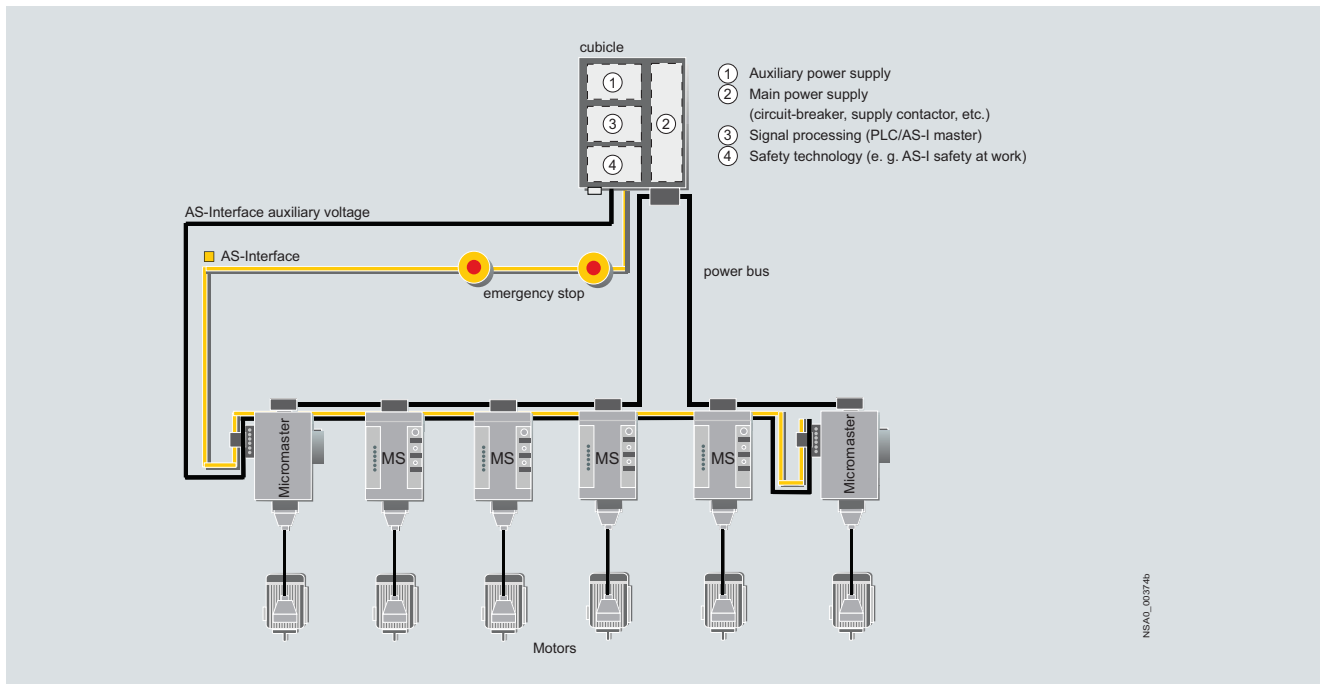 cubicle
1
3
4
2
1 Auxiliary power supply
2 Main power supply
(circuit-breaker, supply contactor, etc.)
3 Signal processing (PLC/AS-I master)
4 Safety technology (e. g. AS-I safety at work)
AS-Interface auxiliary voltage
AS-Interface
emergency stop
power bus
Micromaster
MS
MS
MS
MS
Micromaster
Motors
NSA0_00374b